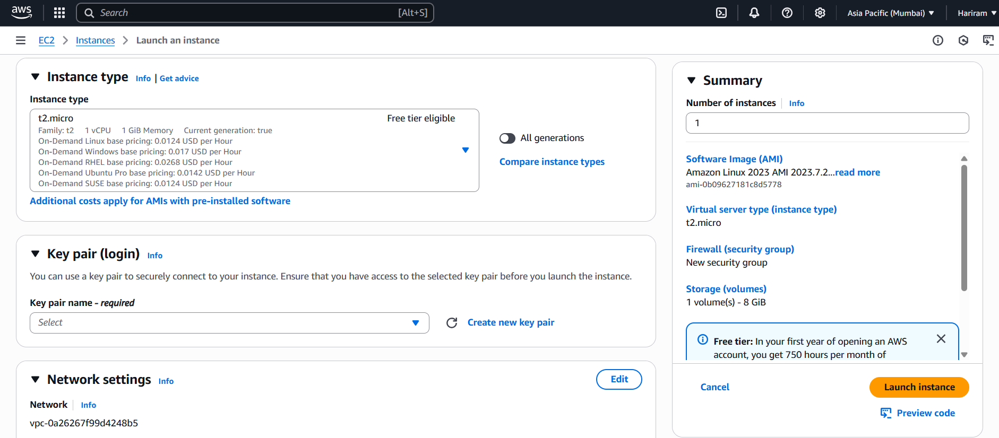 aws
Search [Alt+S]
Asia Pacific (Mumbai)
Hariram
EC2
Instances
Launch an instance
Instance type Info | Get advice
Instance type
t2.micro Free tier eligible
Family: t2 1 vCPU 1 GiB Memory Current generation: true
On-Demand Linux base pricing: 0.0124 USD per Hour
On-Demand Windows base pricing: 0.017 USD per Hour
On-Demand RHEL base pricing: 0.0268 USD per Hour
On-Demand Ubuntu Pro base pricing: 0.0142 USD per Hour
On-Demand SUSE base pricing: 0.0124 USD per Hour
All generations
Compare instance types
Additional costs apply for AMIs with pre-installed software
Key pair (login) Info
You can use a key pair to securely connect to your instance. Ensure that you have access to the selected key pair before you launch the instance.
Key pair name - required
Select
Create new key pair
Network settings Info
Edit
Network Info
vpc-0a26267f99d4248b5
Summary
Number of instances Info
1
Software Image (AMI)
Amazon Linux 2023 AMI 2023.7.2...read more
ami-0b09627181c8d5778
Virtual server type (instance type)
t2.micro
Firewall (security group)
New security group
Storage (volumes)
1 volume(s) - 8 GiB
Free tier: In your first year of opening an AWS
account, you get 750 hours per month of
Cancel
Launch instance
Preview code